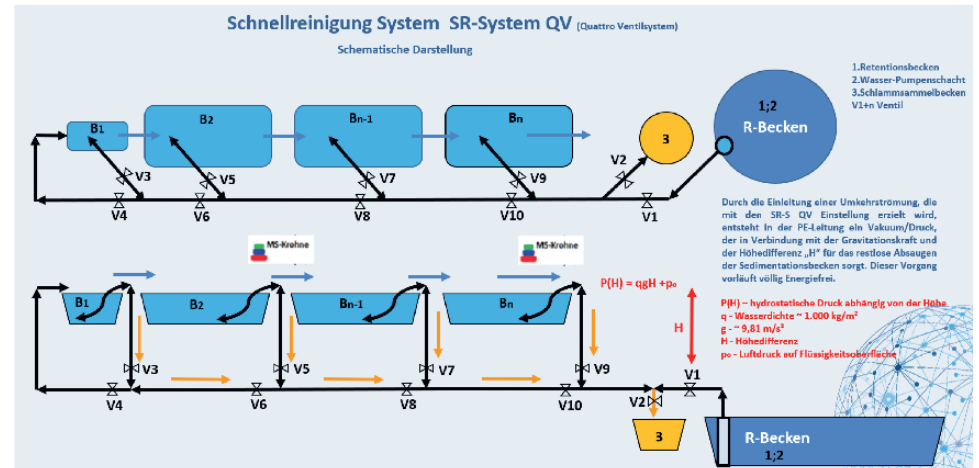 Schnellreinigung System SR-System QV (Quattro Ventilsystem)
Schematische Darstellung
1.Retentionsbecken
2.Wasser-Pumpenschacht
3.Schlammsammelbecken
V1+n Ventil
B1
B2
Bn-1
Bn
3
1;2
R-Becken
V3
V5
V7
V9
V2
V4
V6
V8
V10
V1
Durch die Einleitung einer Umkehrströmung, die
mit den SR-S QV Einstellung erzielt wird,
entsteht in der PE-Leitung ein Vakuum/Druck,
der in Verbindung mit der Gravitationskraft und
der Höhedifferenz „H“ für das restlose Absaugen
der Sedimentationsbecken sorgt. Dieser Vorgang
vorläuft völlig Energiefrei.
MS-Krohne
MS-Krohne
B1
B2
Bn-1
Bn
P(H) = qgH +p₀
H
P(H) – hydrostatische Druck abhänglg von der Höhe
q - Wasserdichte ~ 1.000 kg/m²
g - ~ 9,81 m/s²
H - Höhedifferenz
p₀ - Luftdruck auf Flüssigkeitsoberfläche
V3
V5
V7
V9
V1
V4
V6
V8
V10
V2
3
R-Becken
1;2